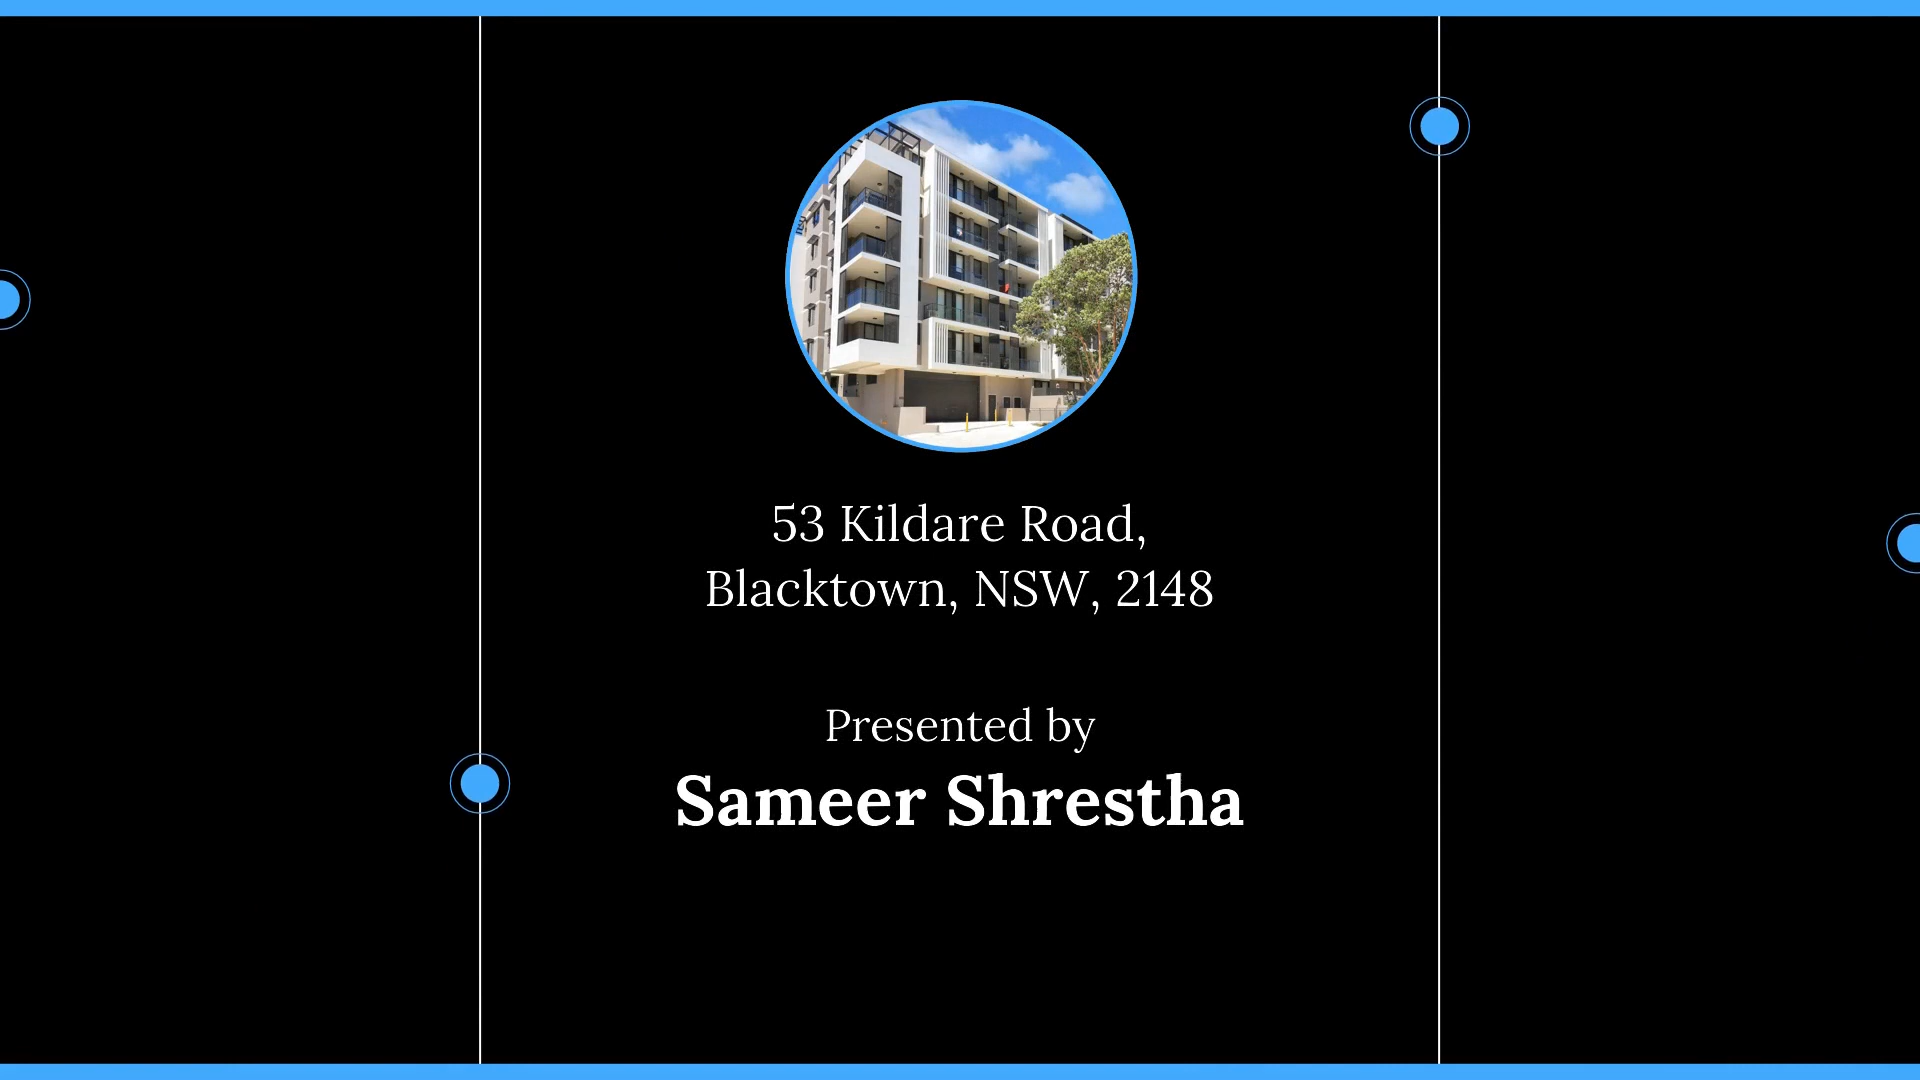 53 Kildare Road,
Blacktown, NSW, 2148
Presented by
Sameer Shrestha